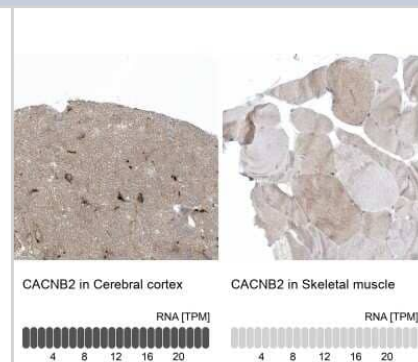 CACNB2 in Cerebral cortex
CACNB2 in Skeletal muscle
RNA [TPM]
RNA [TPM]
4 8 12 16 20
4 8 12 16 20